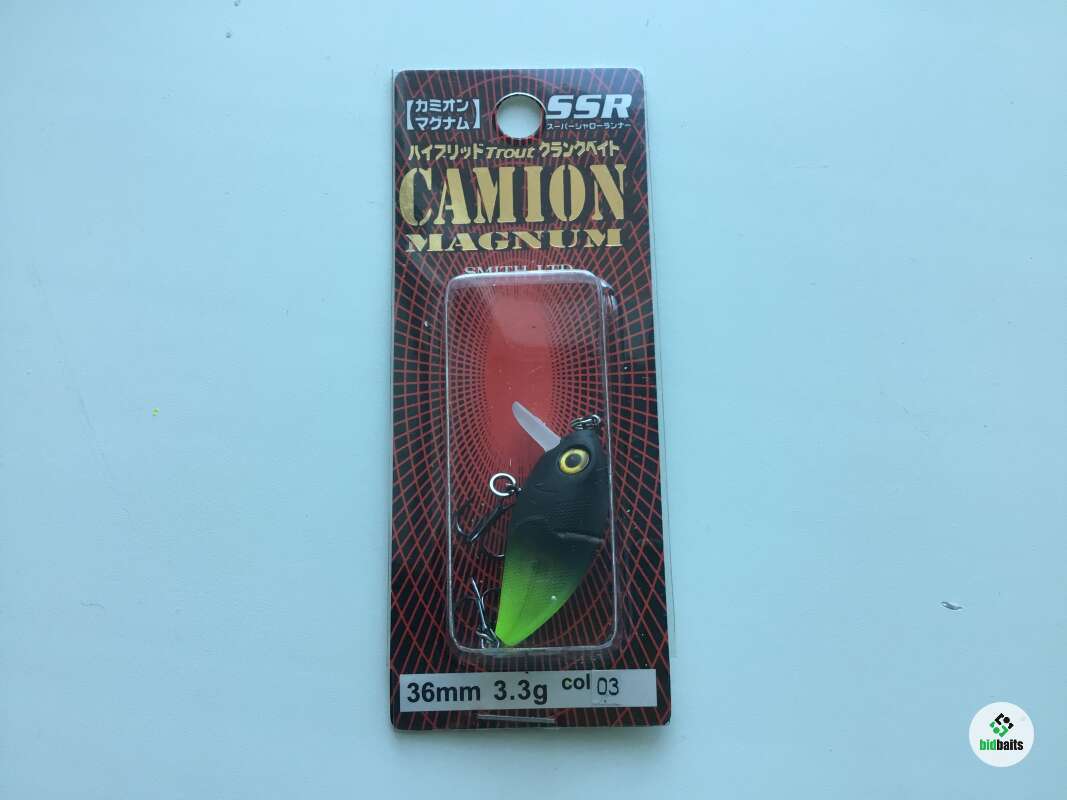 【カミオン
マグナム】
SSR
スーパーシャローランナー
ハイブリッドTrout クランクベイト
CAMION
MAGNUM
SMITH LTD
36mm 3.3g col 03
bidbaits